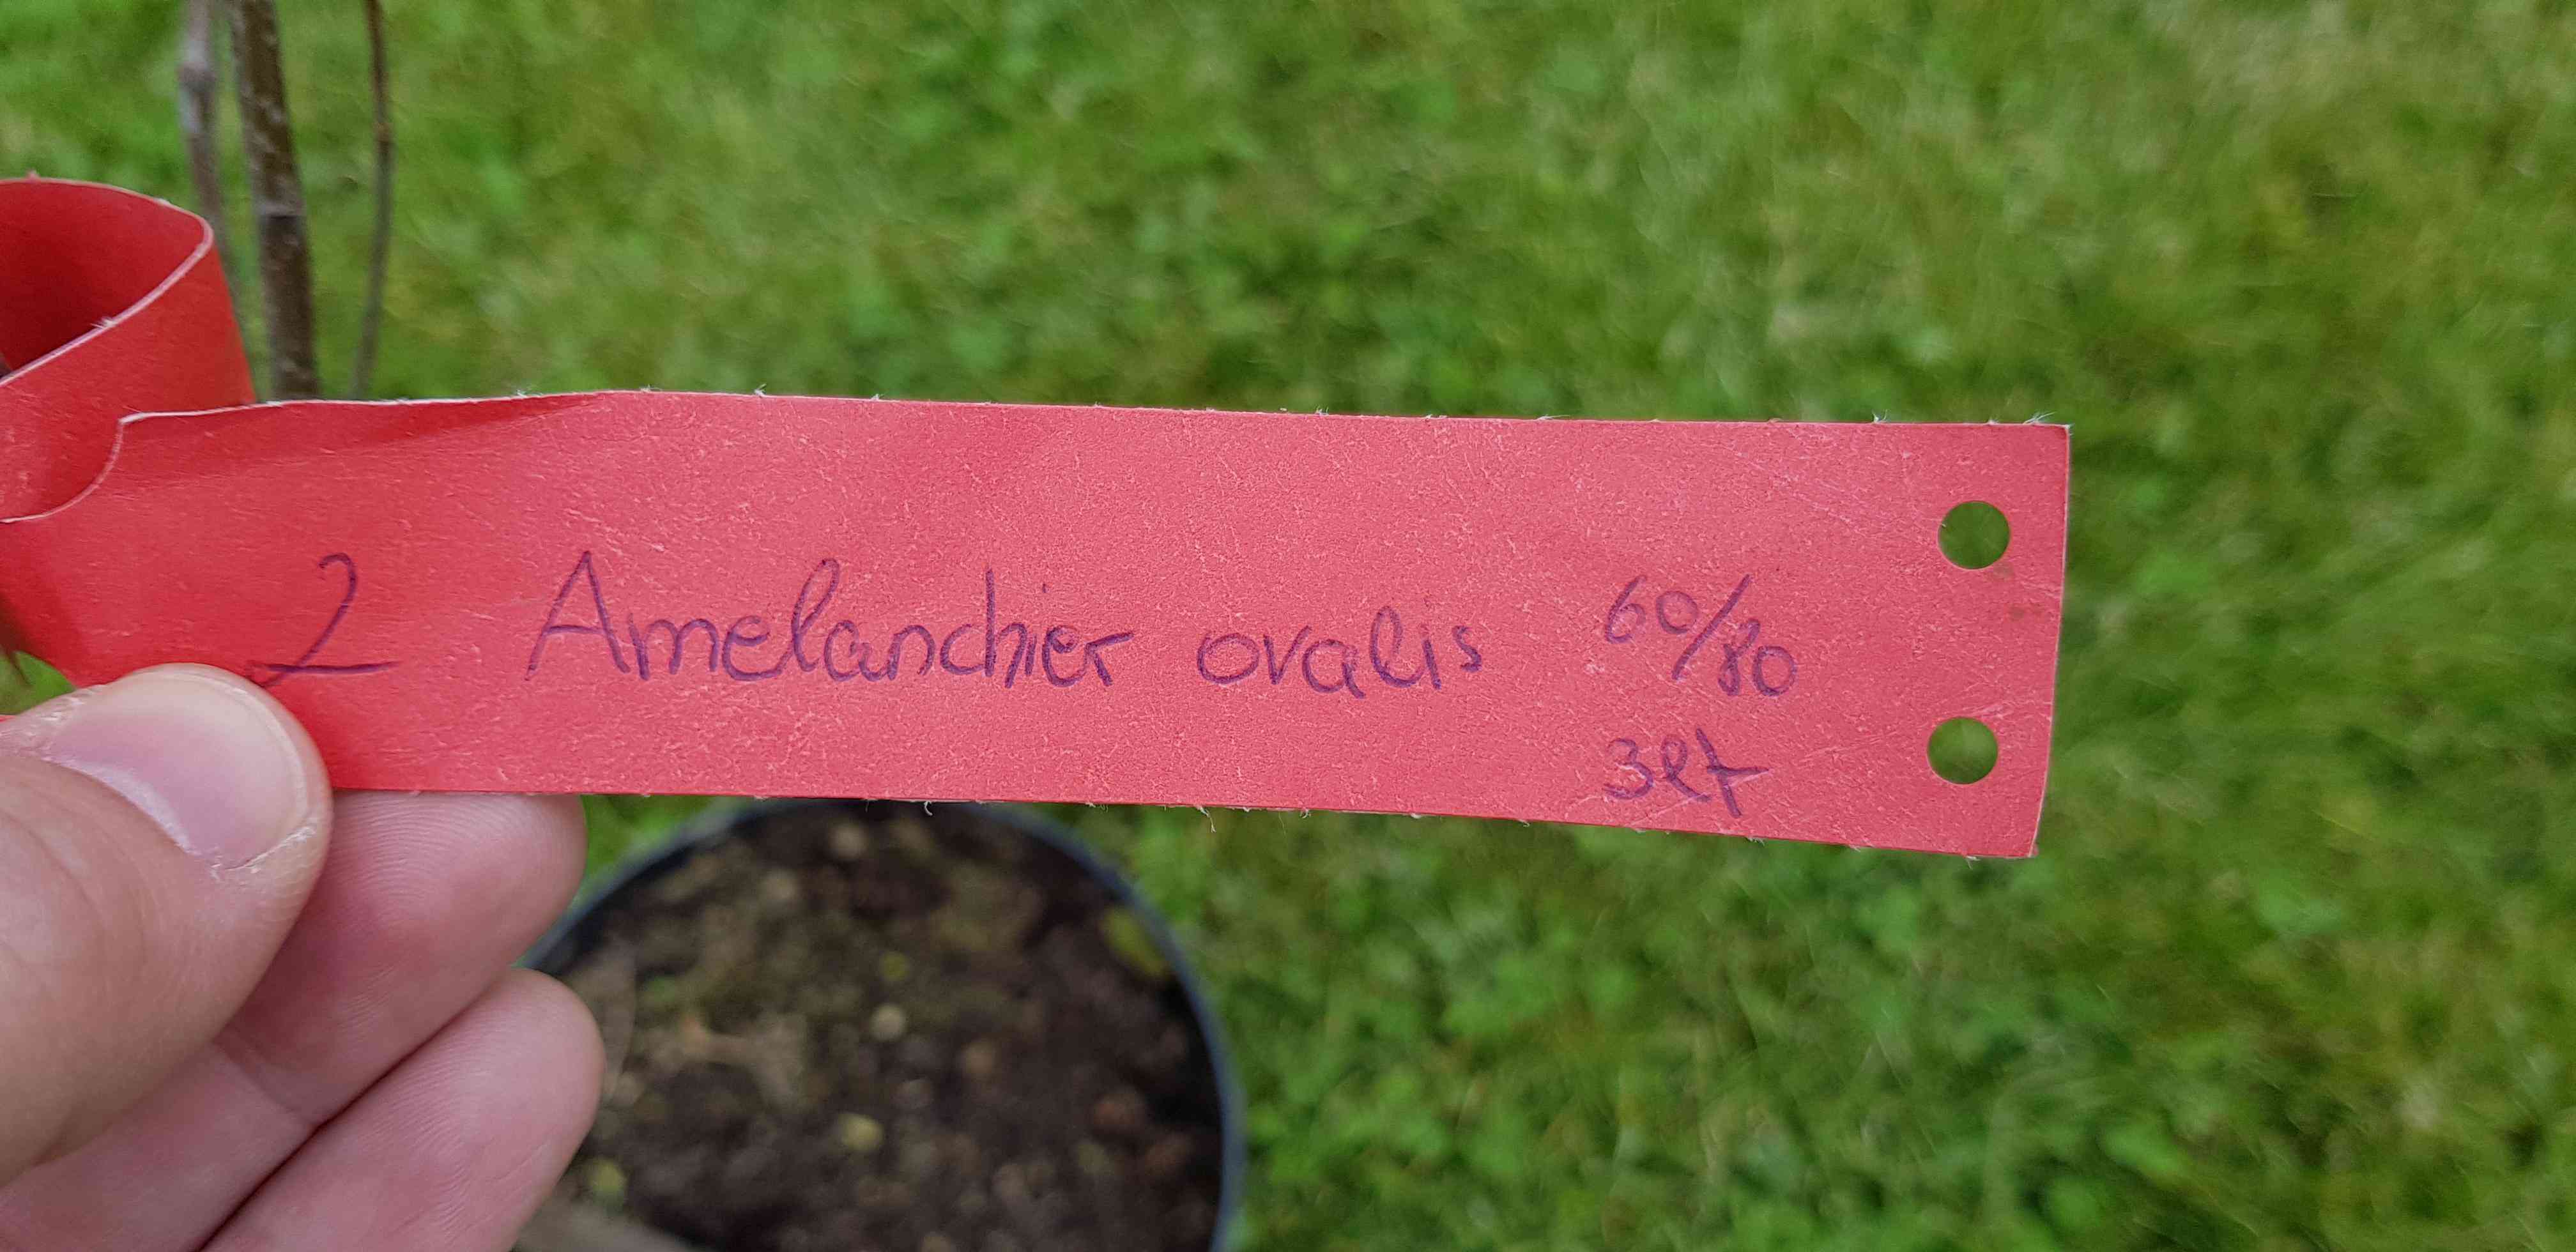 2 Amelanchier ovalis 60/80
3lt